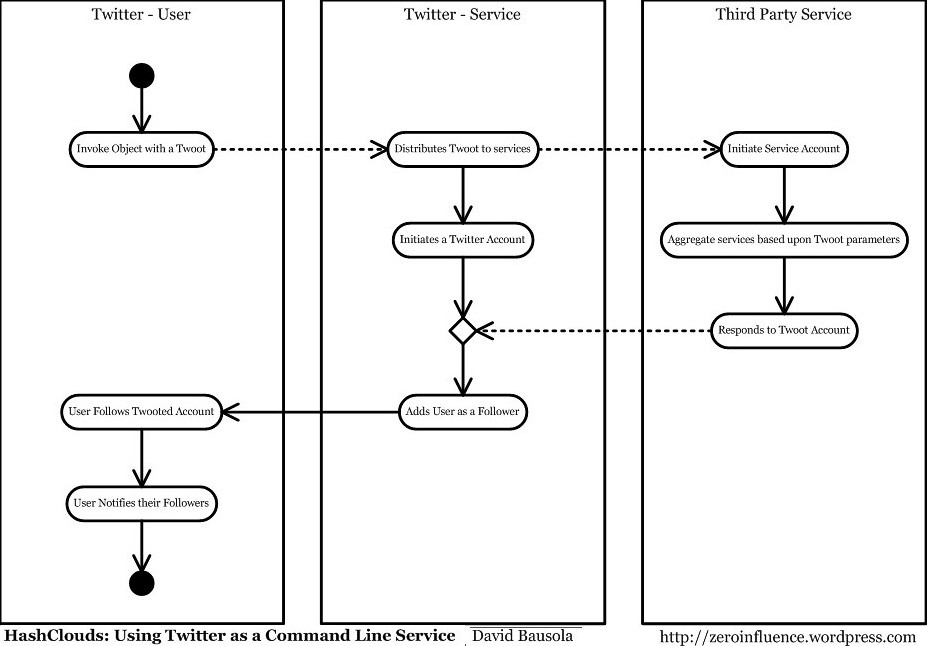 Twitter - User
Twitter - Service
Third Party Service
Invoke Object with a Twoot
Distributes Twoot to services
Initiate Service Account
Initiates a Twitter Account
Aggregate services based upon Twoot parameters
Responds to Twoot Account
User Follows Twooted Account
Adds User as a Follower
User Notifies their Followers
HashClouds: Using Twitter as a Command Line Service
David Bausola
http://zeroinfluence.wordpress.com